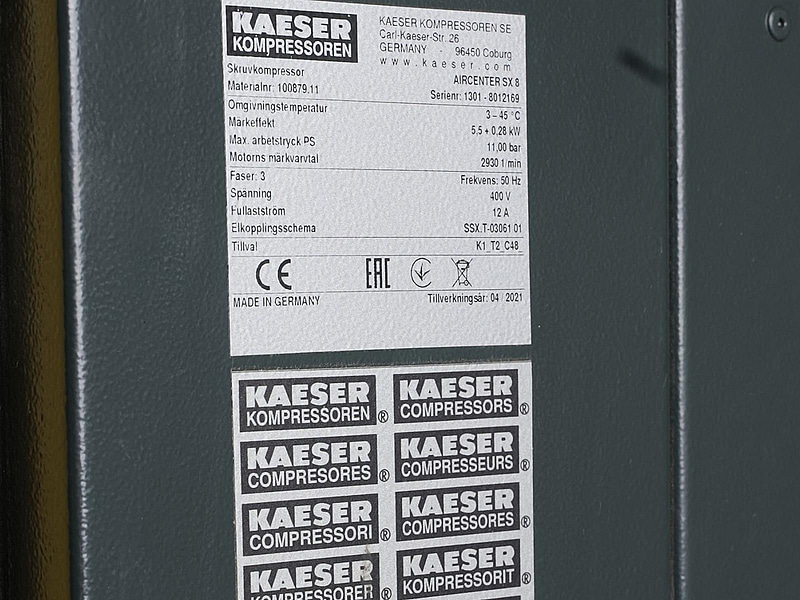 KAESER
KOMPRESSOREN
KAESER KOMPRESSOREN SE
Carl-Kaeser-Str. 26
GERMANY - 96450 Coburg
www.kaeser.com
Skruvkompressor AIRCENTER SX 8
Materialnr: 100879.11 Serienr: 1301 - 8012169
Omgivningstemperatur 3 – 45 °C
Märkeffekt 5,5 + 0,28 kW
Max. arbetstryck PS 11,00 bar
Motorns märkvarvtal 2930 1/min
Faser: 3 Frekvens: 50 Hz
Spänning 400 V
Fullastström 12 A
Elkopplingsschema SSX.T-03061 01
Tillval K1 T2 C48
CE EAC
MADE IN GERMANY Tillverkningsår: 04 / 2021
KAESER KOMPRESSOREN ®
KAESER COMPRESSORS ®
KAESER COMPRESORES ®
KAESER COMPRESSEURS ®
KAESER COMPRESSORI ®
KAESER COMPRESSORES ®
KAESER KOMPRESSORER ®
KAESER KOMPRESSORIT ®